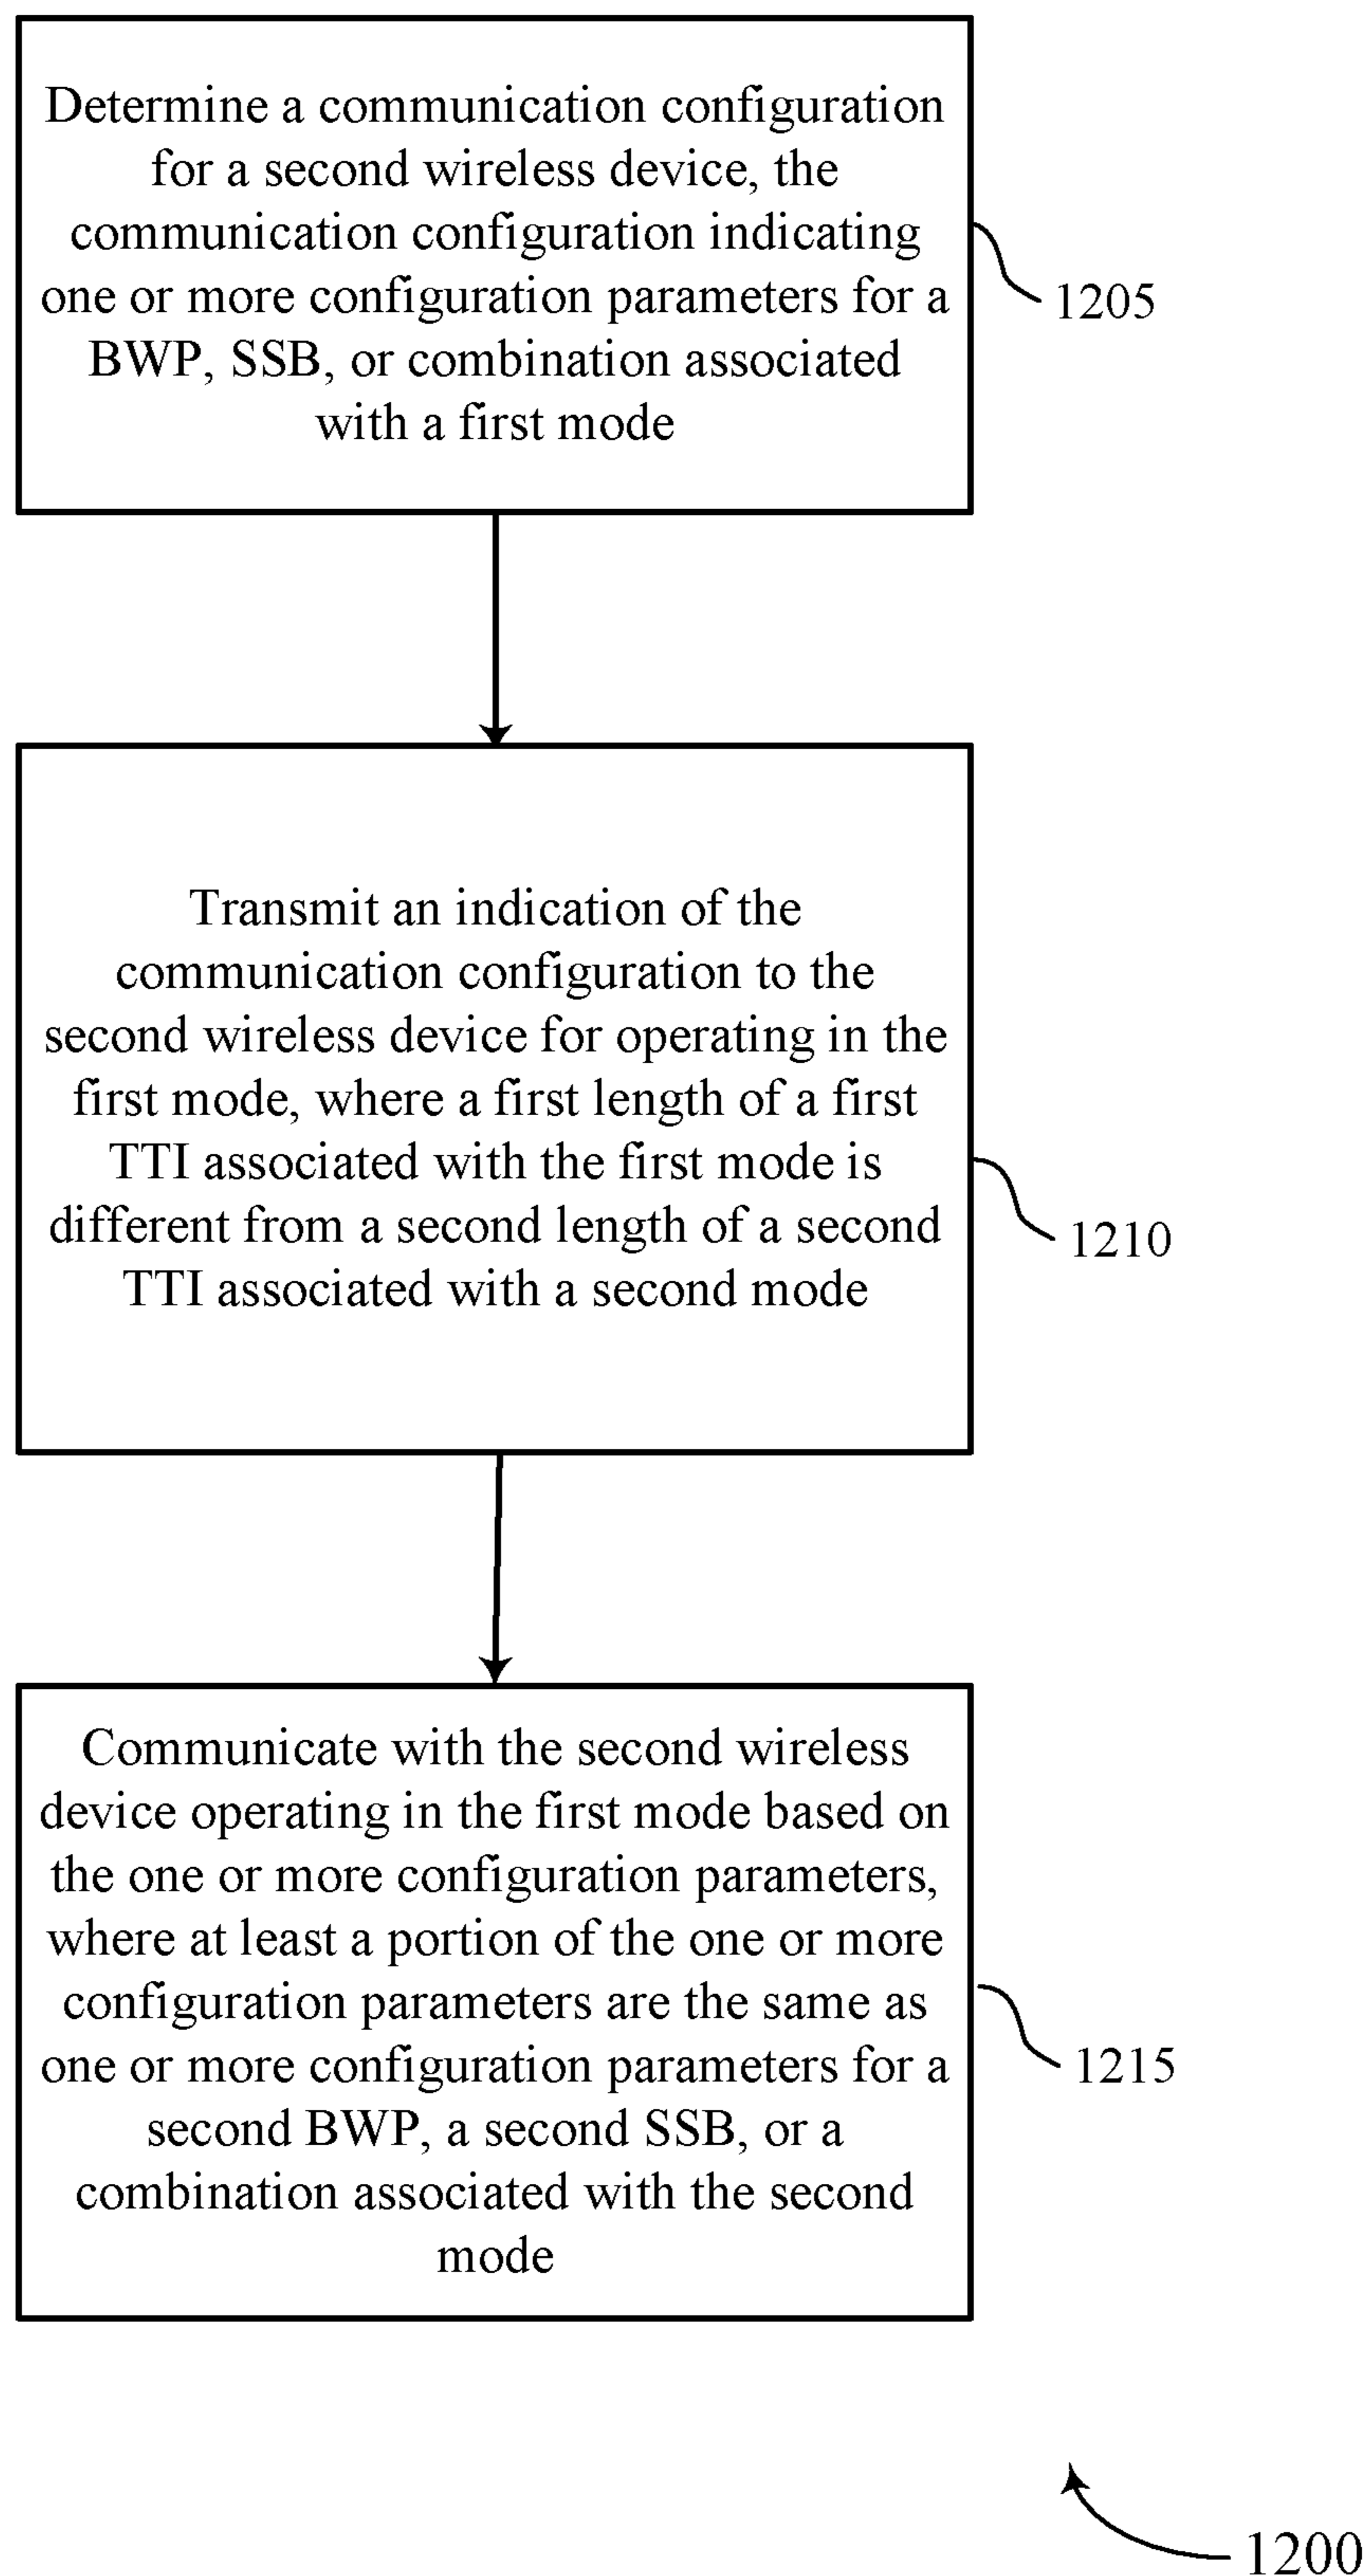 Determine a communication configuration
for a second wireless device, the
communication configuration indicating
one or more configuration parameters for a
BWP, SSB, or combination associated
with a first mode
1205
Transmit an indication of the
communication configuration to the
second wireless device for operating in the
first mode, where a first length of a first
TTI associated with the first mode is
different from a second length of a second
TTI associated with a second mode
1210
Communicate with the second wireless
device operating in the first mode based on
the one or more configuration parameters,
where at least a portion of the one or more
configuration parameters are the same as
one or more configuration parameters for a
second BWP, a second SSB, or a
combination associated with the second
mode
1215
1200